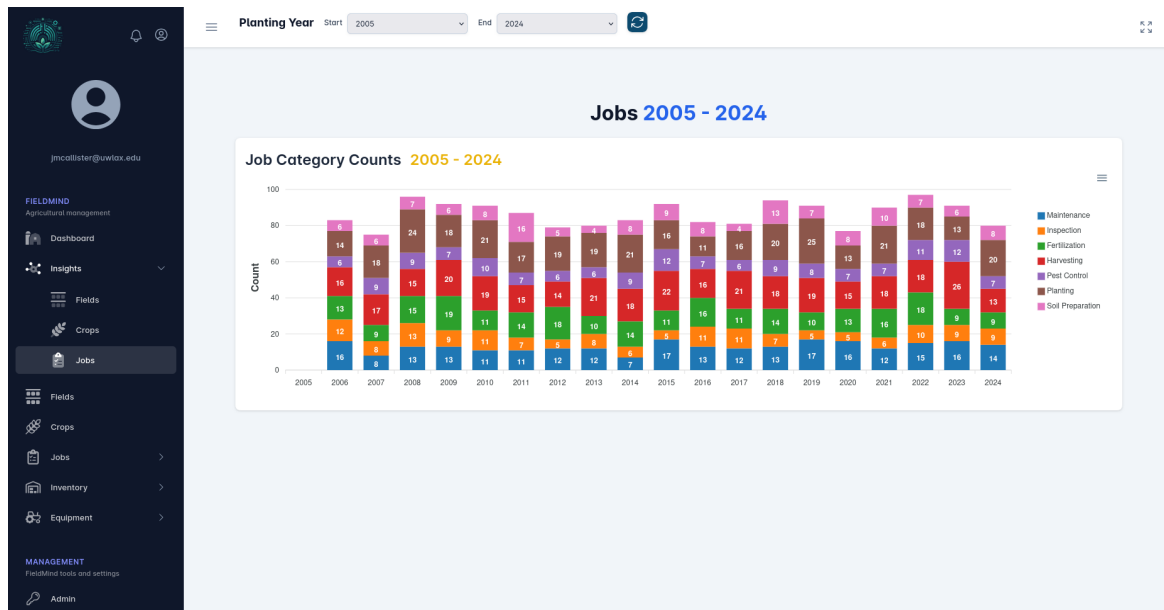 Planting Year Start 2005 End 2024
jmcallister@uwlax.edu
FIELDMIND
Agricultural management
Dashboard
Insights
Fields
Crops
Jobs
Fields
Crops
Jobs
Inventory
Equipment
MANAGEMENT
FieldMind tools and settings
Admin
Jobs 2005 - 2024
Job Category Counts 2005 - 2024
Count
100
80
60
40
20
0
6 6 7 6 8 16 5 4 8 9 8 4 13 7 8 10 7 6 8
14 18 24 18 21 17 19 19 21 16 11 16 20 25 13 21 18 13 20
6 9 9 7 10 7 6 6 9 12 7 6 9 8 7 7 11 12 7
16 17 15 20 19 15 14 21 18 22 16 21 18 19 15 18 18 26 13
13 9 15 19 11 14 18 10 14 11 16 11 14 10 13 16 18 9 9
12 8 13 9 11 7 5 8 6 5 11 11 7 5 5 6 10 9 9
16 8 13 13 11 11 12 12 7 17 13 12 13 17 16 12 15 16 14
2005 2006 2007 2008 2009 2010 2011 2012 2013 2014 2015 2016 2017 2018 2019 2020 2021 2022 2023 2024
Maintenance
Inspection
Fertilization
Harvesting
Pest Control
Planting
Soil Preparation